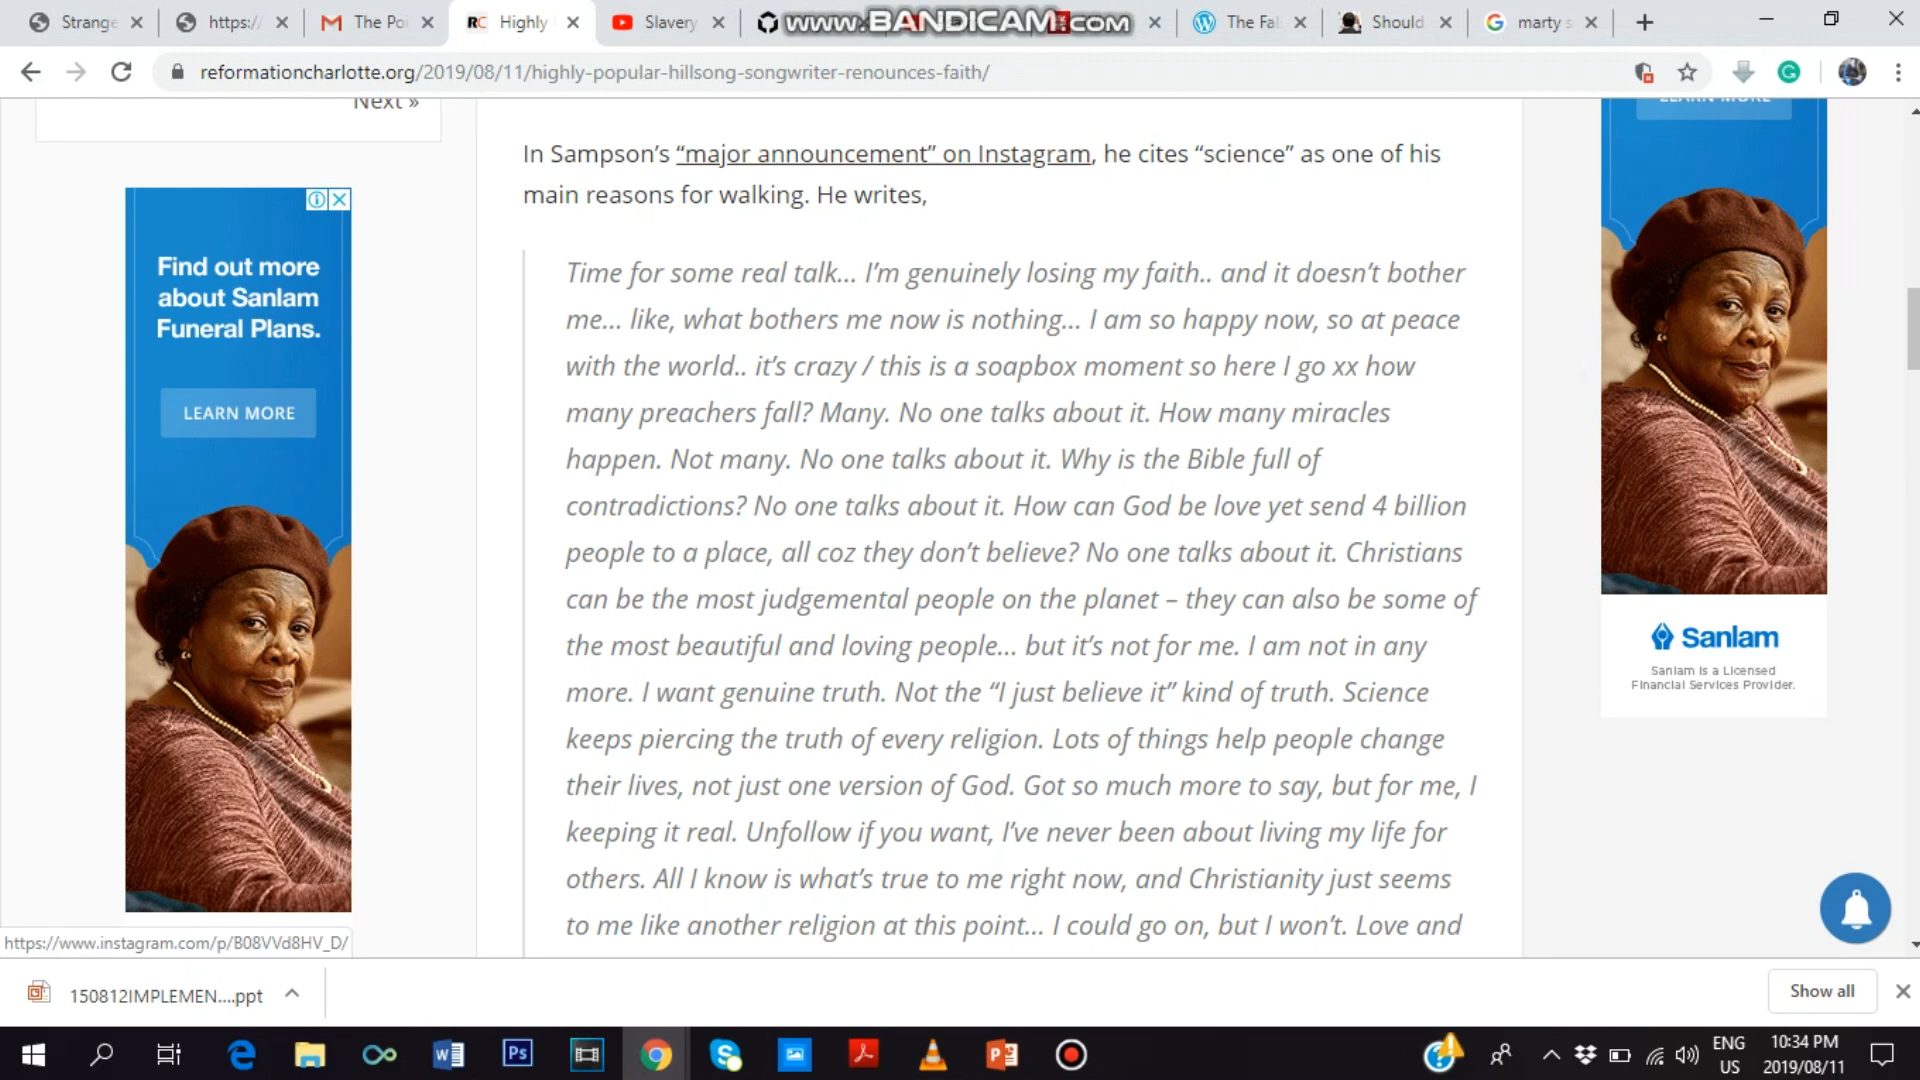 Strange
https:/
The Poi
RC Highly
Slavery
www.BANDICAM.com
The Fal
Should
marty s
reformationcharlotte.org/2019/08/11/highly-popular-hillsong-songwriter-renounces-faith/
Next »
LEARN MORE
In Sampson’s “major announcement” on Instagram, he cites “science” as one of his
main reasons for walking. He writes,
Find out more
about Sanlam
Funeral Plans.
LEARN MORE
Time for some real talk… I’m genuinely losing my faith.. and it doesn’t bother
me… like, what bothers me now is nothing… I am so happy now, so at peace
with the world.. it’s crazy / this is a soapbox moment so here I go xx how
many preachers fall? Many. No one talks about it. How many miracles
happen. Not many. No one talks about it. Why is the Bible full of
contradictions? No one talks about it. How can God be love yet send 4 billion
people to a place, all coz they don’t believe? No one talks about it. Christians
can be the most judgemental people on the planet – they can also be some of
the most beautiful and loving people… but it’s not for me. I am not in any
more. I want genuine truth. Not the “I just believe it” kind of truth. Science
keeps piercing the truth of every religion. Lots of things help people change
their lives, not just one version of God. Got so much more to say, but for me, I
keeping it real. Unfollow if you want, I’ve never been about living my life for
others. All I know is what’s true to me right now, and Christianity just seems
to me like another religion at this point… I could go on, but I won’t. Love and
Sanlam
Sanlam is a Licensed
Financial Services Provider.
https://www.instagram.com/p/B08VVd8HV_D/
150812IMPLEMEN....ppt
Show all
ENG
US
10:34 PM
2019/08/11